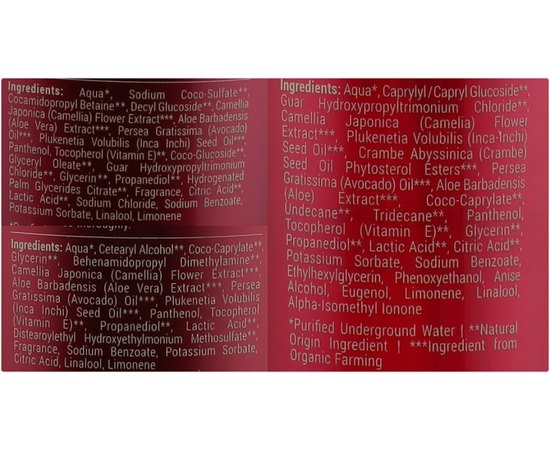 Ingredients: Aqua*, Sodium Coco-Sulfate**,
Cocamidopropyl Betaine**, Decyl Glucoside**, Camellia
Japonica (Camellia) Flower Extract***, Aloe Barbadensis
(Aloe Vera) Extract***, Persea Gratissima (Avocado)
Oil***, Plukenetia Volubilis (Inca Inchi) Seed Oil***,
Panthenol, Tocopherol (Vitamin E)**, Coco-Glucoside**,
Glyceryl Oleate**, Guar Hydroxypropyltrimonium
Chloride**, Glycerin**, Propanediol**, Hydrogenated
Palm Glycerides Citrate**, Fragrance, Citric Acid**,
Lactic Acid**, Sodium Chloride, Sodium Benzoate,
Potassium Sorbate, Linalool, Limonene
Ingredients: Aqua*, Cetearyl Alcohol**, Coco-Caprylate**,
Glycerin**, Behenamidopropyl Dimethylamine**,
Camellia Japonica (Camellia) Flower Extract***,
Aloe Barbadensis (Aloe Vera) Extract***, Persea
Gratissima (Avocado) Oil***, Plukenetia Volubilis
(Inca Inchi) Seed Oil***, Panthenol, Tocopherol
(Vitamin E)**, Propanediol**, Lactic Acid**,
Distearoylethyl Hydroxyethylmonium Methosulfate**,
Fragrance, Sodium Benzoate, Potassium Sorbate,
Citric Acid, Linalool, Limonene
Ingredients: Aqua*, Caprylyl/Capryl Glucoside**,
Guar Hydroxypropyltrimonium Chloride**,
Camellia Japonica (Camelia) Flower
Extract***, Plukenetia Volubilis (Inca-Inchi)
Seed Oil***, Crambe Abyssinica (Crambe)
Seed Oil Phytosterol Esters***, Persea
Gratissima (Avocado) Oil***, Aloe Barbadensis
(Aloe) Extract***, Coco-Caprylate**,
Undecane**, Tridecane**, Panthenol,
Tocopherol (Vitamin E)**, Glycerin**,
Propanediol**, Lactic Acid**, Citric Acid**,
Potassium Sorbate, Sodium Benzoate,
Ethylhexylglycerin, Phenoxyethanol, Anise
Alcohol, Eugenol, Limonene, Linalool,
Alpha-Isomethyl Ionone
*Purified Underground Water | **Natural
Origin Ingredient | ***Ingredient from
Organic Farming